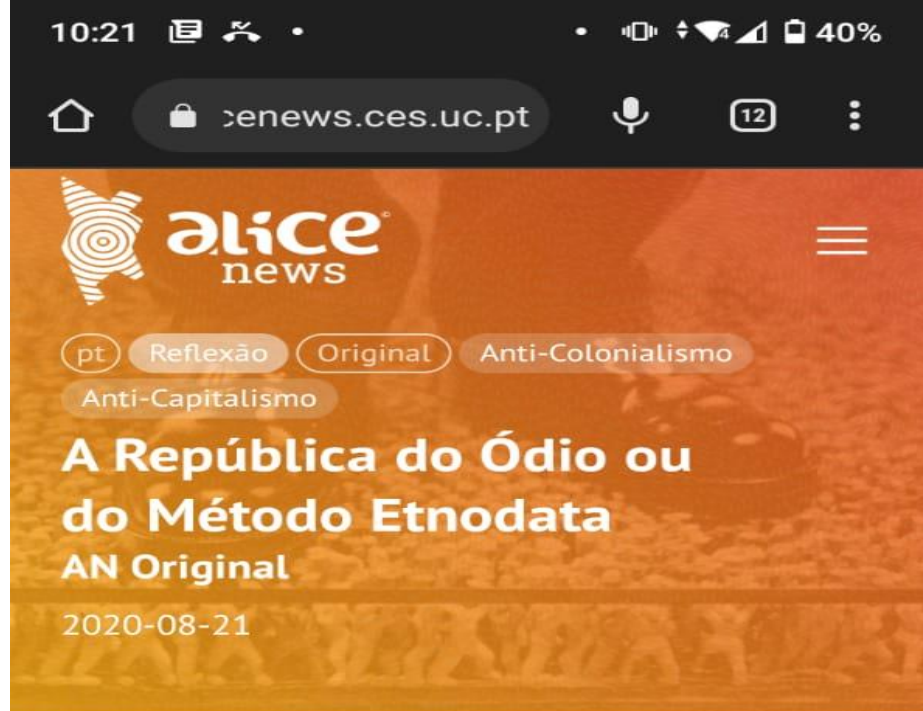 10:21 40%
cenews.ces.uc.pt 12
alice
news
pt Reflexão Original Anti-Colonialismo
Anti-Capitalismo
A República do Ódio ou
do Método Etnodata
AN Original
2020-08-21